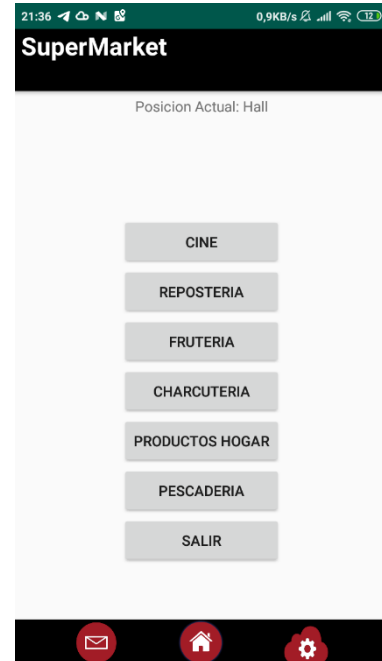 21:36 0,9KB/s 12
SuperMarket
Posicion Actual: Hall
CINE
REPOSTERIA
FRUTERIA
CHARCUTERIA
PRODUCTOS HOGAR
PESCADERIA
SALIR